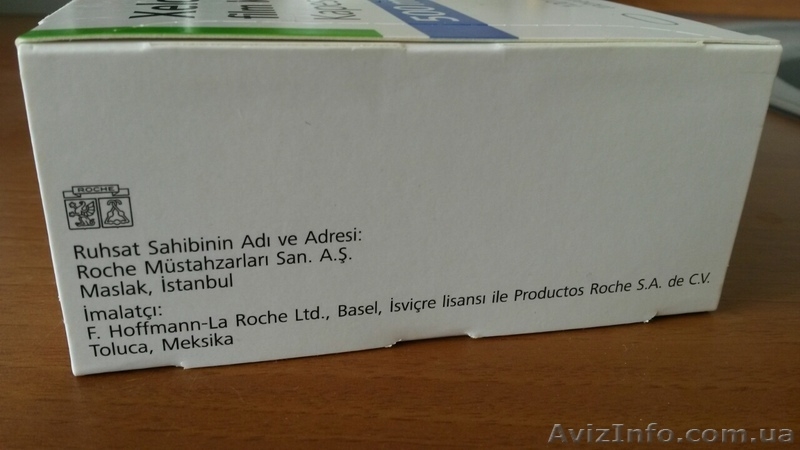 ROCHE
Ruhsat Sahibinin Adı ve Adresi:
Roche Müstahzarları San. A.Ş.
Maslak, İstanbul
İmalatçı:
F. Hoffmann-La Roche Ltd., Basel, İsviçre lisansı ile Productos Roche S.A. de C.V.
Toluca, Meksika
AvizInfo.com.ua